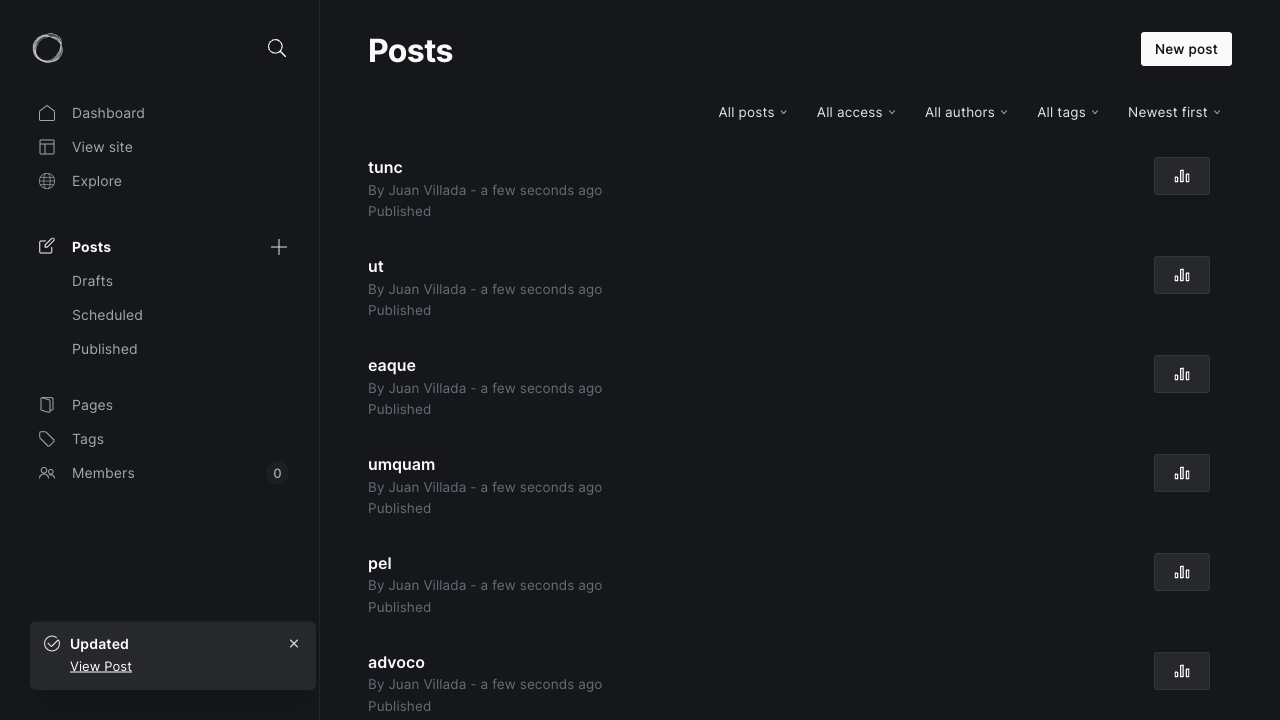 Posts
New post
Dashboard
View site
Explore
Posts
Drafts
Scheduled
Published
Pages
Tags
Members 0
Updated
View Post
All posts All access All authors All tags Newest first
tunc
By Juan Villada - a few seconds ago
Published
ut
By Juan Villada - a few seconds ago
Published
eaque
By Juan Villada - a few seconds ago
Published
umquam
By Juan Villada - a few seconds ago
Published
pel
By Juan Villada - a few seconds ago
Published
advoco
By Juan Villada - a few seconds ago
Published